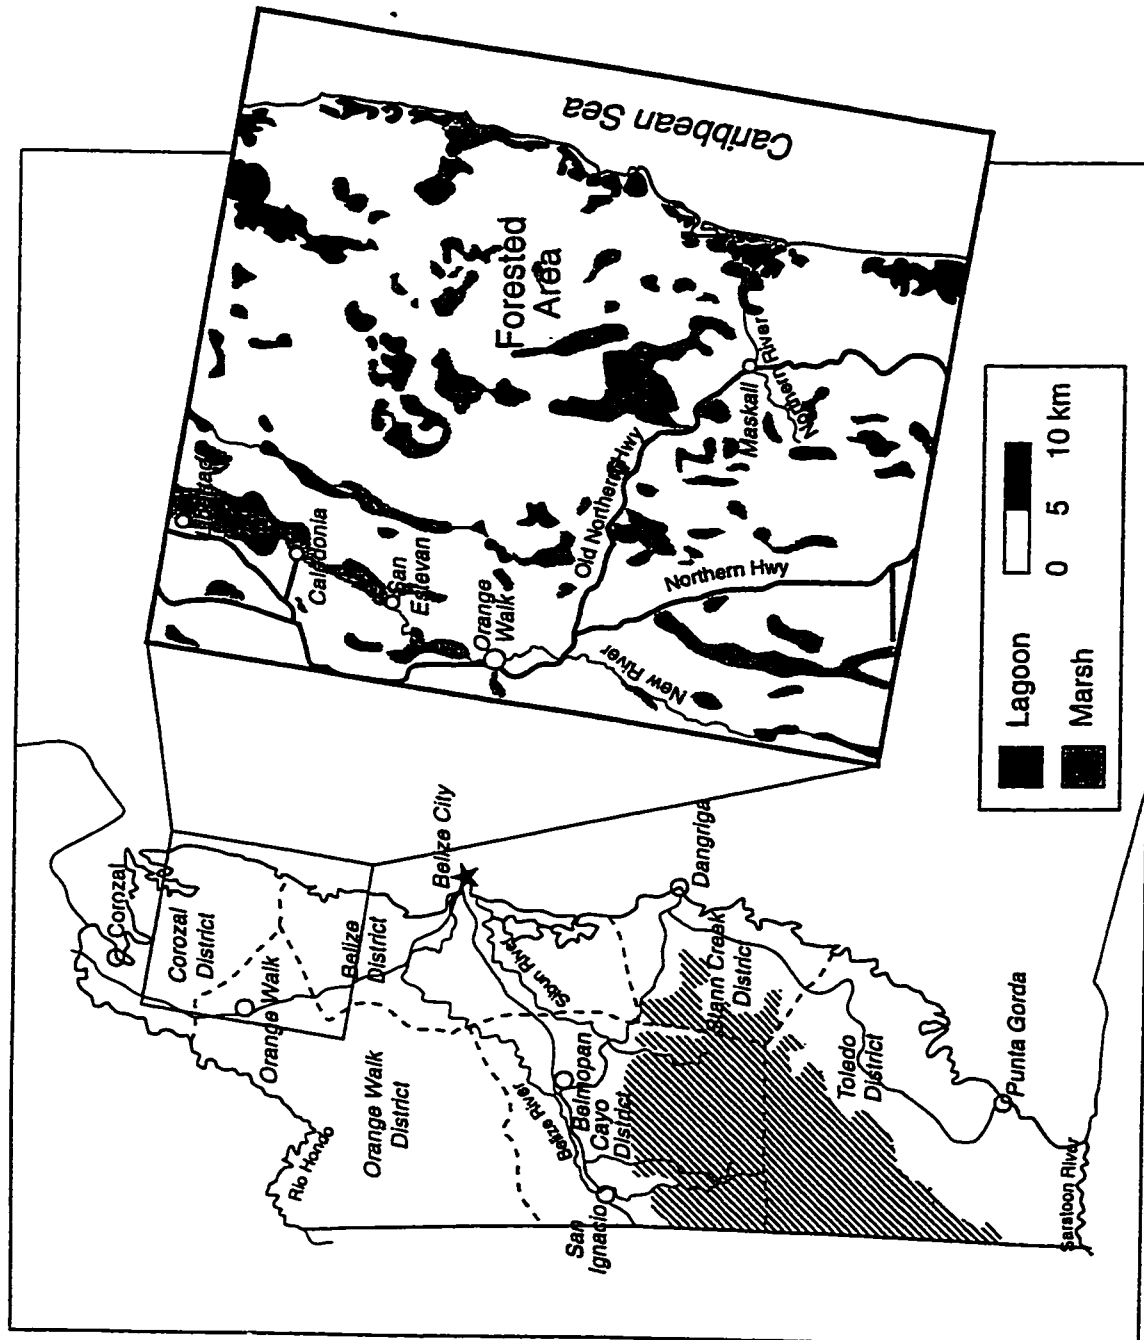 Caribbean Sea
Forested
Area
Libertad
Caledonia
San
Estevan
Orange
Walk
Old Northern Hwy
Northern Hwy
New River
Maskall
Northern River
Corozal
Corozal
District
Orange Walk
Belize
District
Orange Walk
District
Rio Hondo
Belize City
Sibun River
Belize River
Belmopan
Cayo
District
San
Ignacio
Dangriga
Stann Creek
District
Toledo
District
Punta Gorda
Sarstoon River
Lagoon
Marsh
0 5 10 km